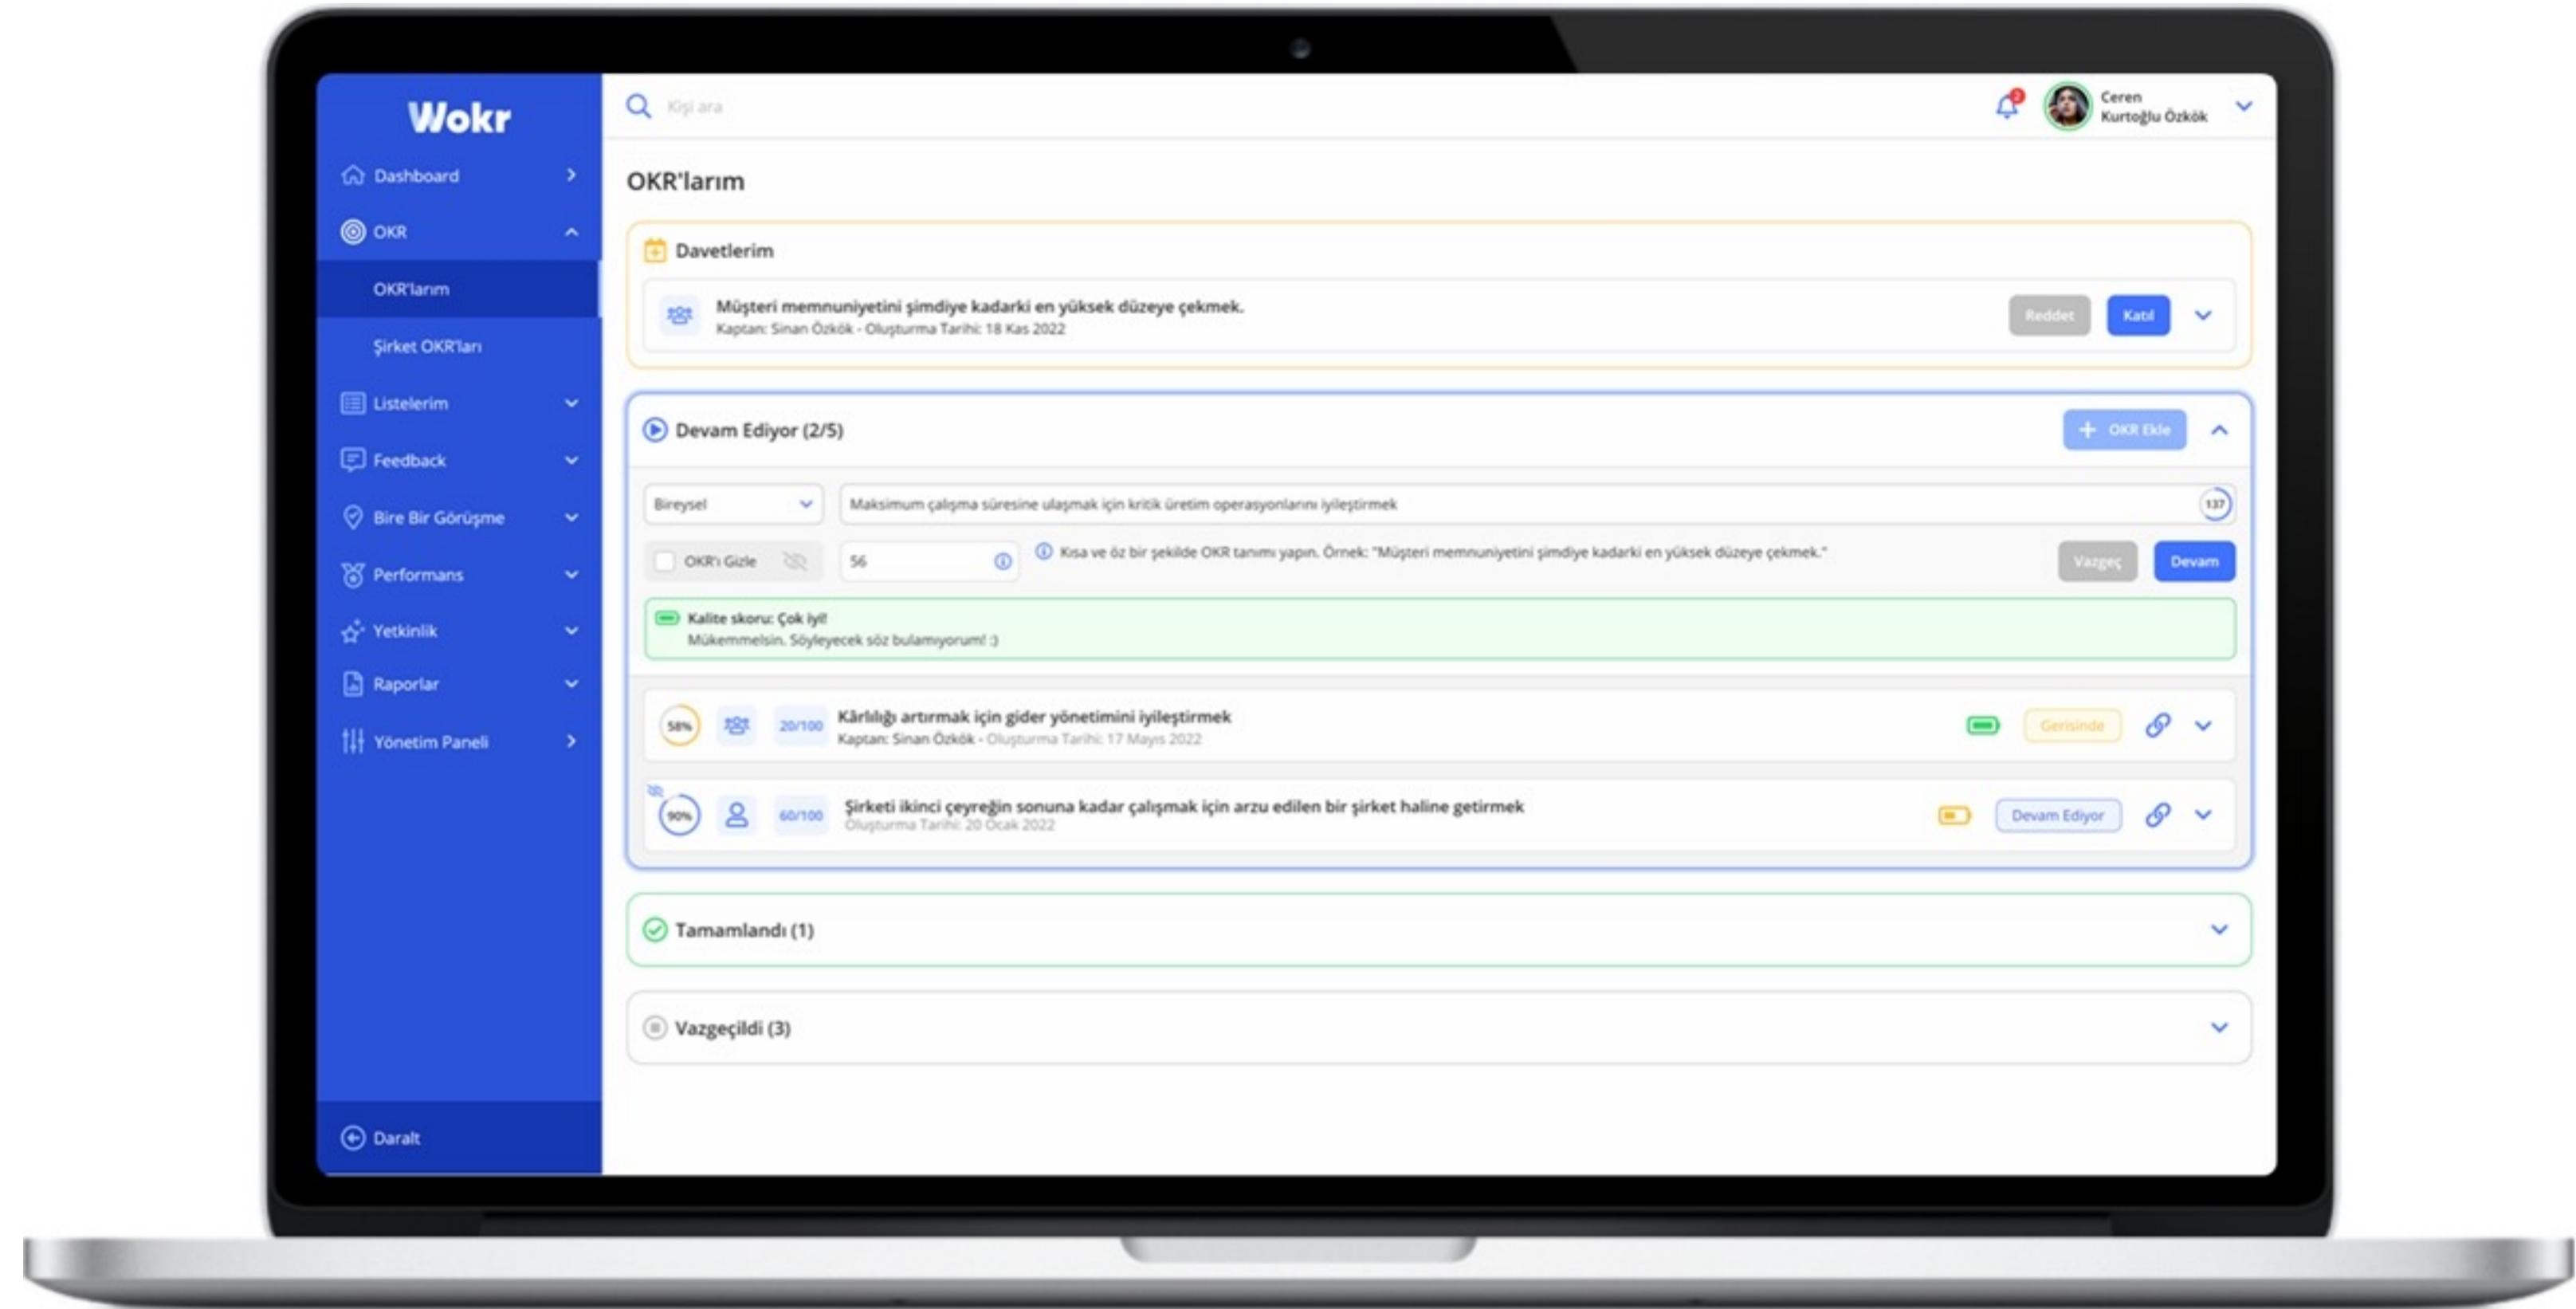 Wokr
Kişi ara
2
Ceren
Kurtoğlu Özkök
Dashboard
OKR
OKR'larım
Şirket OKR'ları
Listelerim
Feedback
Bire Bir Görüşme
Performans
Yetkinlik
Raporlar
Yönetim Paneli
Daralt
OKR'larım
Davetlerim
Müşteri memnuniyetini şimdiye kadarki en yüksek düzeye çekmek.
Kaptan: Sinan Özkök - Oluşturma Tarihi: 18 Kas 2022
Reddet
Katıl
Devam Ediyor (2/5)
+ OKR Ekle
Bireysel
Maksimum çalışma süresine ulaşmak için kritik üretim operasyonlarını iyileştirmek
137
OKR'ı Gizle
56
Kısa ve öz bir şekilde OKR tanımı yapın. Örnek: "Müşteri memnuniyetini şimdiye kadarki en yüksek düzeye çekmek."
Vazgeç
Devam
Kalite skoru: Çok iyi!
Mükemmelsin. Söyleyecek söz bulamıyorum! :)
58%
20/100
Kârlılığı artırmak için gider yönetimini iyileştirmek
Kaptan: Sinan Özkök - Oluşturma Tarihi: 17 Mayıs 2022
Gerisinde
90%
60/100
Şirketi ikinci çeyreğin sonuna kadar çalışmak için arzu edilen bir şirket haline getirmek
Oluşturma Tarihi: 20 Ocak 2022
Devam Ediyor
Tamamlandı (1)
Vazgeçildi (3)